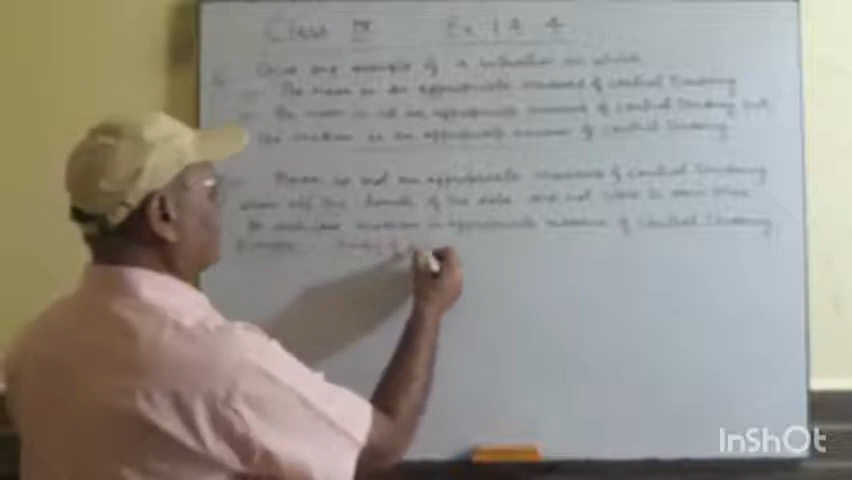 Class IX Ex 14.4
Give one example of a situation in which
The mean is an appropriate measure of central tendency
The mean is not an appropriate measure of central tendency but
the median is an appropriate measure of central tendency
Mean is not an appropriate measure of central tendency
when all the of the data are not close to each other
median is appropriate measure of central tendency
InShOt